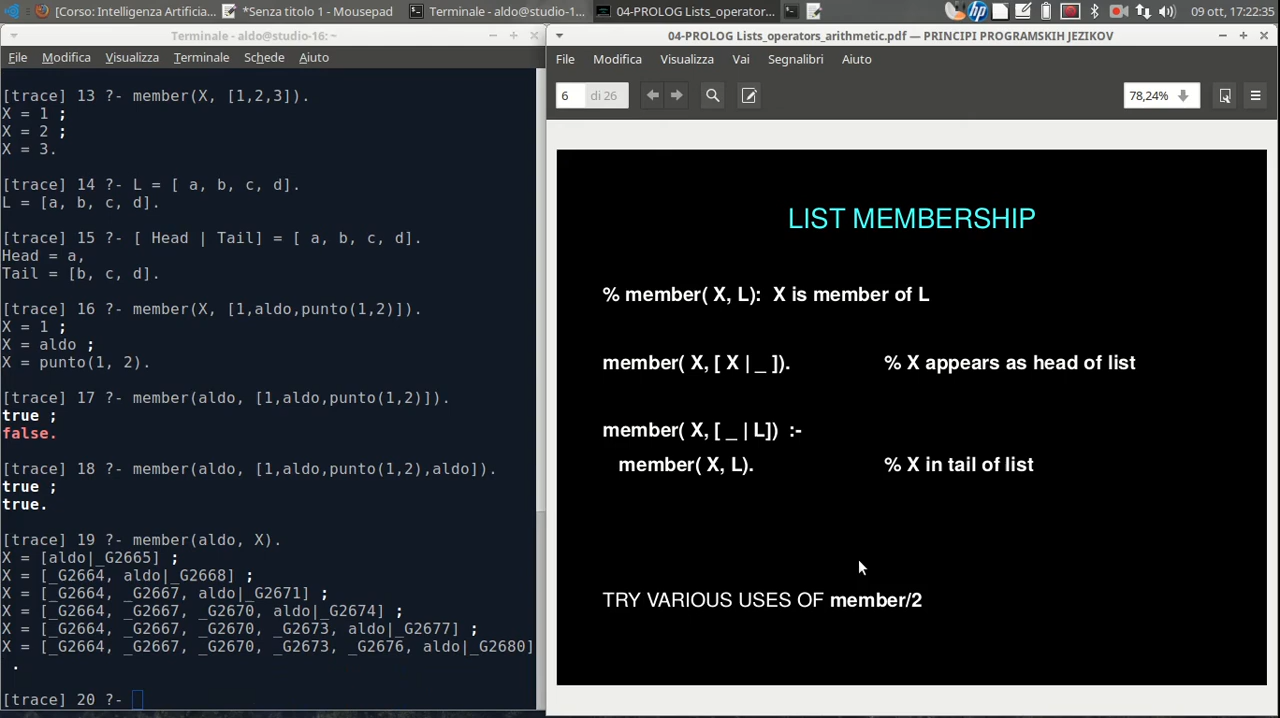 [Corso: Intelligenza Artificia... *Senza titolo 1 - Mousepad Terminale - aldo@studio-1... 04-PROLOG Lists_operator... 09 ott, 17:22:35
Terminale - aldo@studio-16: ~
File Modifica Visualizza Terminale Schede Aiuto
[trace] 13 ?- member(X, [1,2,3]).
X = 1 ;
X = 2 ;
X = 3.
[trace] 14 ?- L = [ a, b, c, d].
L = [a, b, c, d].
[trace] 15 ?- [ Head | Tail] = [ a, b, c, d].
Head = a,
Tail = [b, c, d].
[trace] 16 ?- member(X, [1,aldo,punto(1,2)]).
X = 1 ;
X = aldo ;
X = punto(1, 2).
[trace] 17 ?- member(aldo, [1,aldo,punto(1,2)]).
true ;
false.
[trace] 18 ?- member(aldo, [1,aldo,punto(1,2),aldo]).
true ;
true.
[trace] 19 ?- member(aldo, X).
X = [aldo|_G2665] ;
X = [_G2664, aldo|_G2668] ;
X = [_G2664, _G2667, aldo|_G2671] ;
X = [_G2664, _G2667, _G2670, aldo|_G2674] ;
X = [_G2664, _G2667, _G2670, _G2673, aldo|_G2677] ;
X = [_G2664, _G2667, _G2670, _G2673, _G2676, aldo|_G2680]
.
[trace] 20 ?-
04-PROLOG Lists_operators_arithmetic.pdf — PRINCIPI PROGRAMSKIH JEZIKOV
File Modifica Visualizza Vai Segnalibri Aiuto
6 di 26 78,24%
LIST MEMBERSHIP
% member( X, L): X is member of L
member( X, [ X | _ ]). % X appears as head of list
member( X, [ _ | L]) :-
member( X, L). % X in tail of list
TRY VARIOUS USES OF member/2